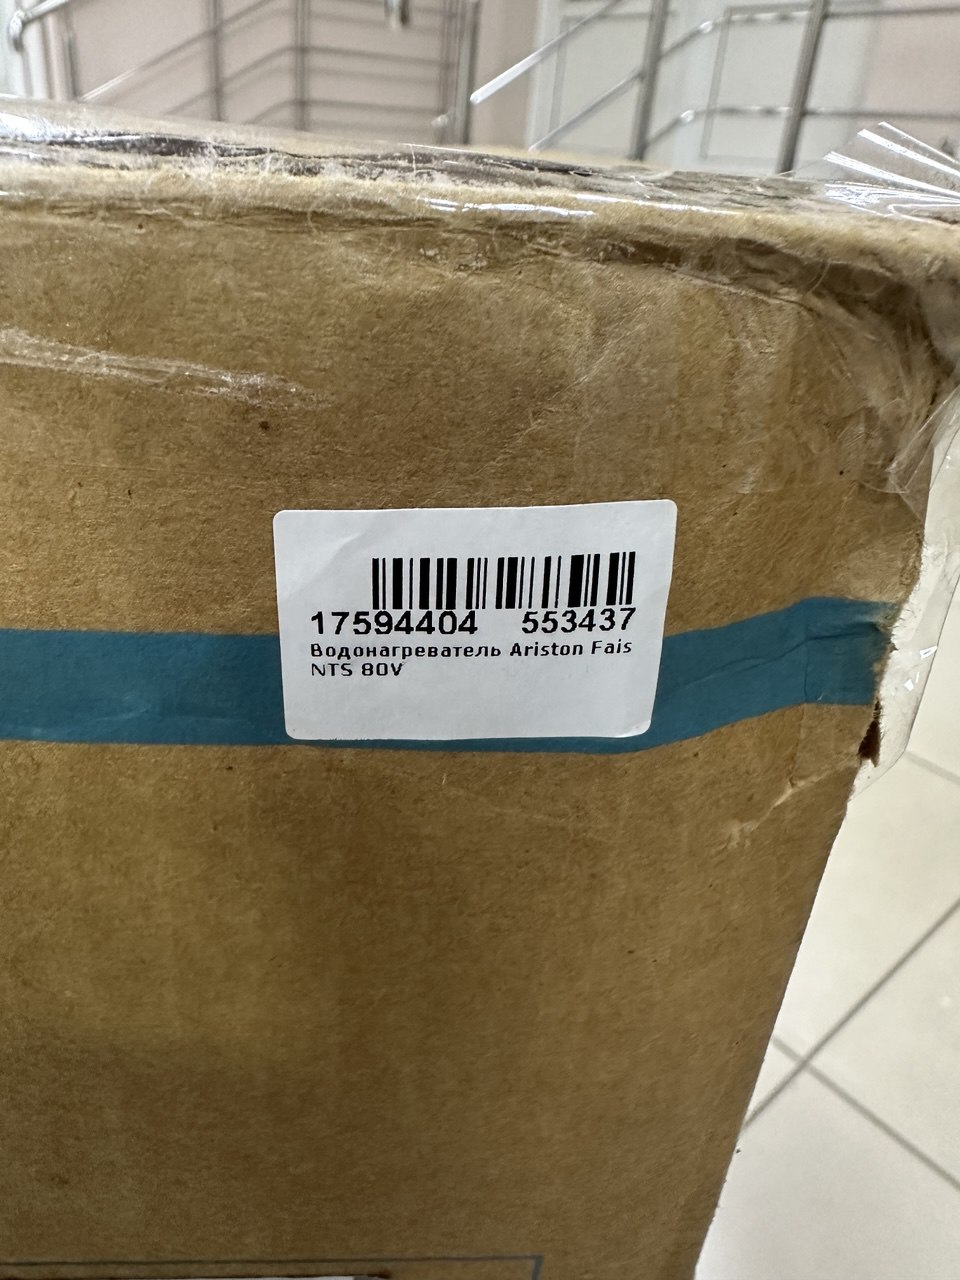 17594404 553437
Водонагреватель Ariston Fais
NTS 80V